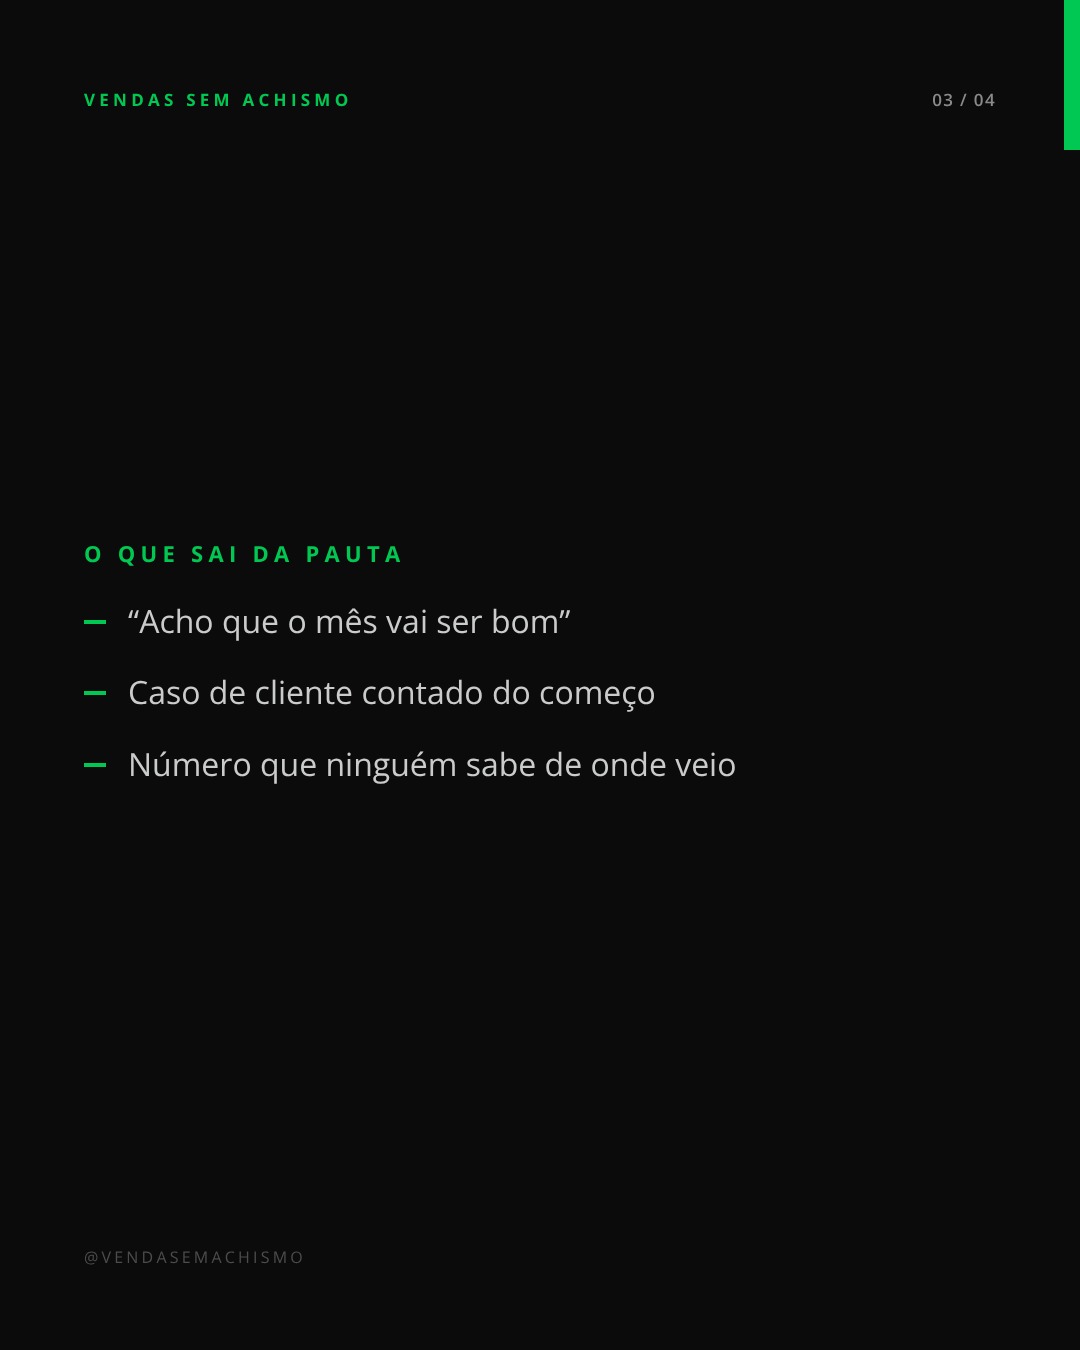 VENDAS SEM ACHISMO
03 / 04
O QUE SAI DA PAUTA
“Acho que o mês vai ser bom”
Caso de cliente contado do começo
Número que ninguém sabe de onde veio
@VENDASEMACHISMO